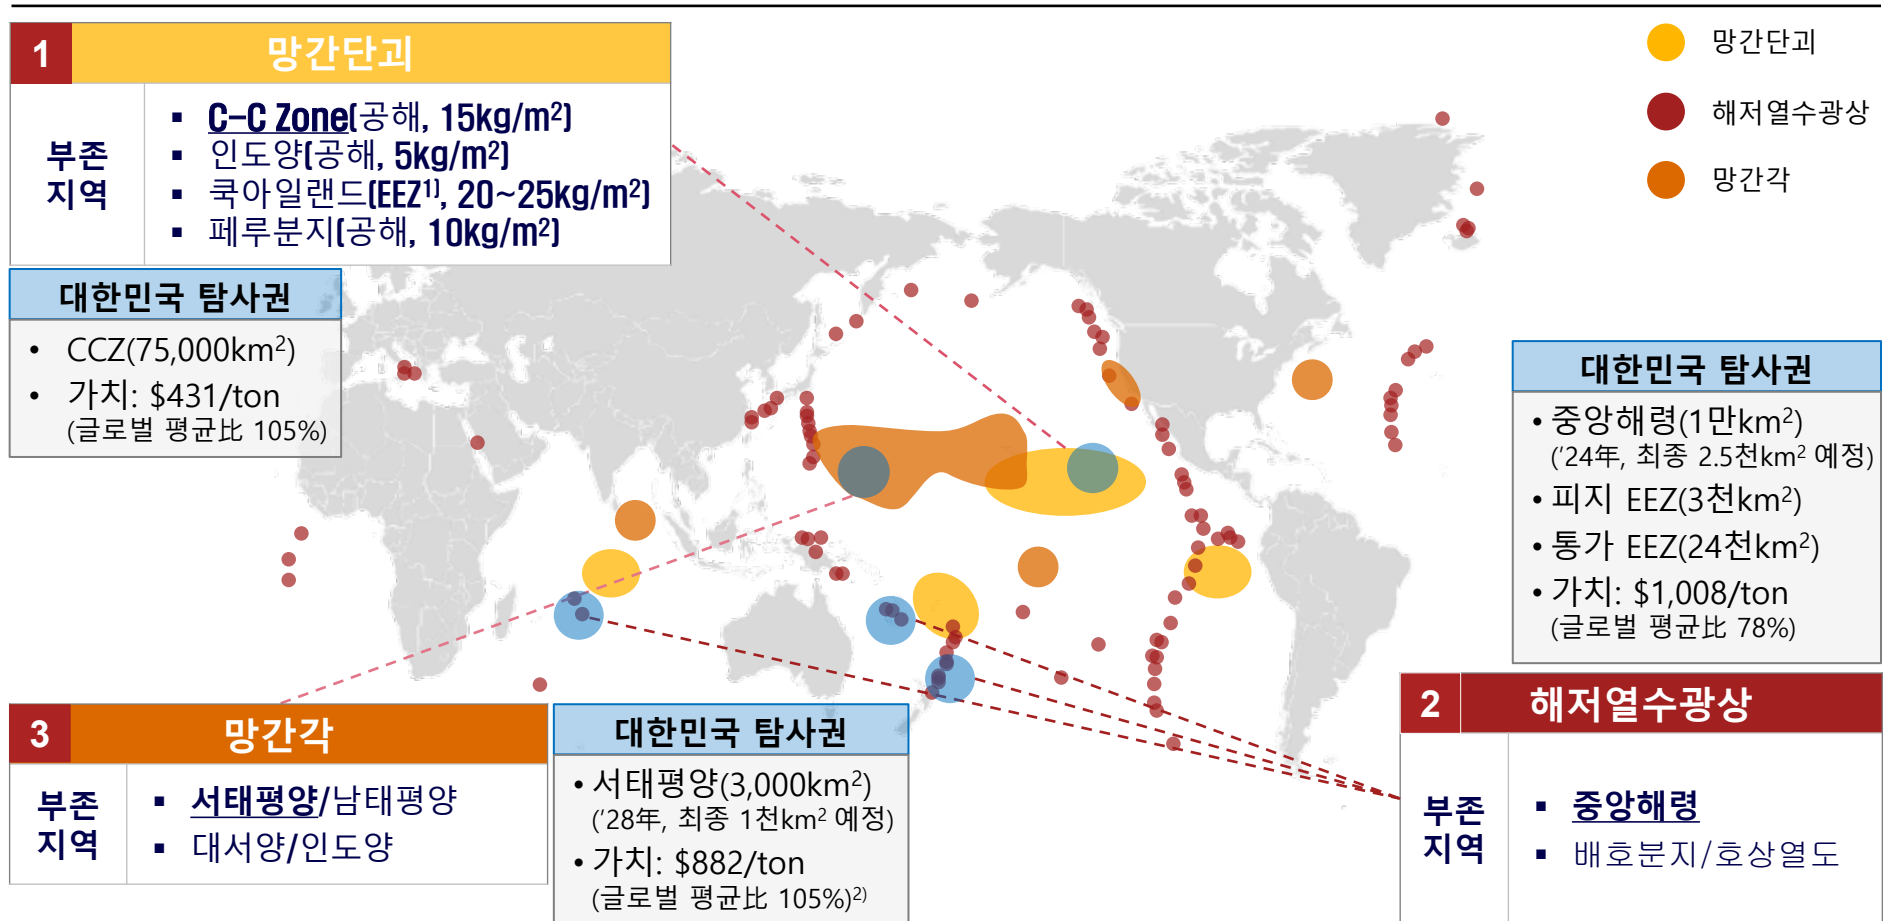 1 망간단괴
부존
지역
▪ C-C Zone(공해, 15kg/m²)
▪ 인도양(공해, 5kg/m²)
▪ 쿡아일랜드(EEZ¹⁾, 20~25kg/m²)
▪ 페루분지(공해, 10kg/m²)
대한민국 탐사권
• CCZ(75,000km²)
• 가치: $431/ton
(글로벌 평균比 105%)
망간단괴
해저열수광상
망간각
대한민국 탐사권
• 중앙해령(1만km²)
(’24年, 최종 2.5천km² 예정)
• 피지 EEZ(3천km²)
• 통가 EEZ(24천km²)
• 가치: $1,008/ton
(글로벌 평균比 78%)
2 해저열수광상
부존
지역
▪ 중앙해령
▪ 배호분지/호상열도
3 망간각
부존
지역
▪ 서태평양/남태평양
▪ 대서양/인도양
대한민국 탐사권
• 서태평양(3,000km²)
(’28年, 최종 1천km² 예정)
• 가치: $882/ton
(글로벌 평균比 105%)²⁾